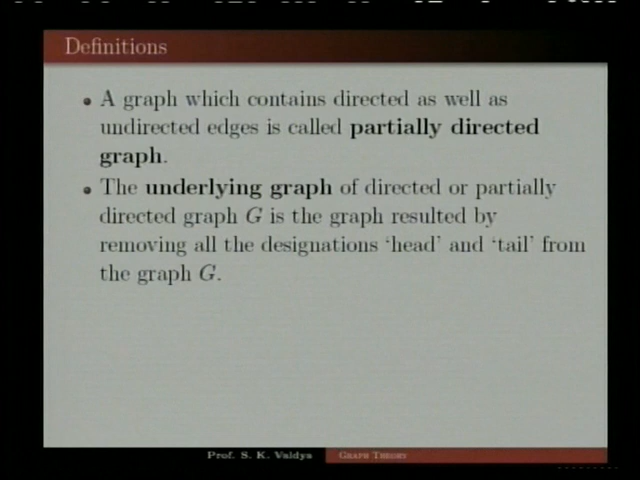 Definitions
A graph which contains directed as well as
undirected edges is called partially directed
graph.
The underlying graph of directed or partially
directed graph G is the graph resulted by
removing all the designations ‘head’ and ‘tail’ from
the graph G.
Prof. S. K. Vaidya
Graph Theory